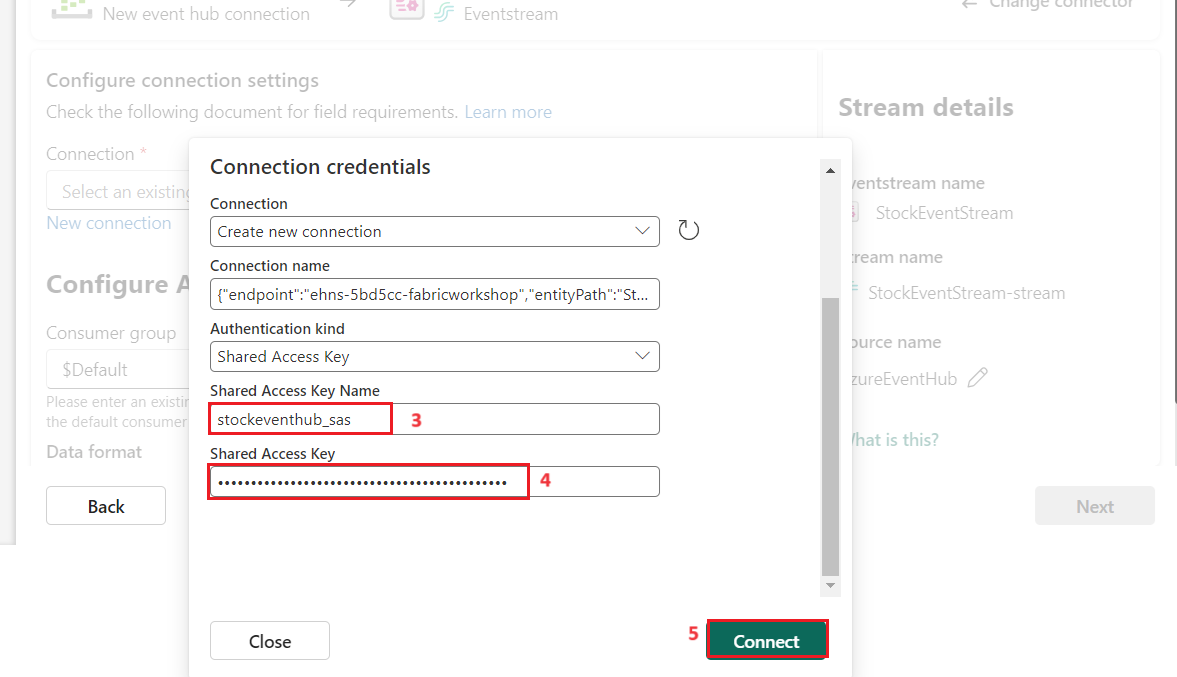 New event hub connection
Eventstream
Change connector
Configure connection settings
Check the following document for field requirements. Learn more
Connection *
Select an existing
New connection
Configure A
Consumer group
$Default
Please enter an existin
the default consumer
Data format
Back
Connection credentials
Connection
Create new connection
Connection name
{"endpoint":"ehns-5bd5cc-fabricworkshop","entityPath":"St...
Authentication kind
Shared Access Key
Shared Access Key Name
stockeventhub_sas
3
Shared Access Key
••••••••••••••••••••••••••••••••••••••••••••
4
Close
5
Connect
Stream details
ventstream name
StockEventStream
tream name
StockEventStream-stream
ource name
zureEventHub
hat is this?
Next